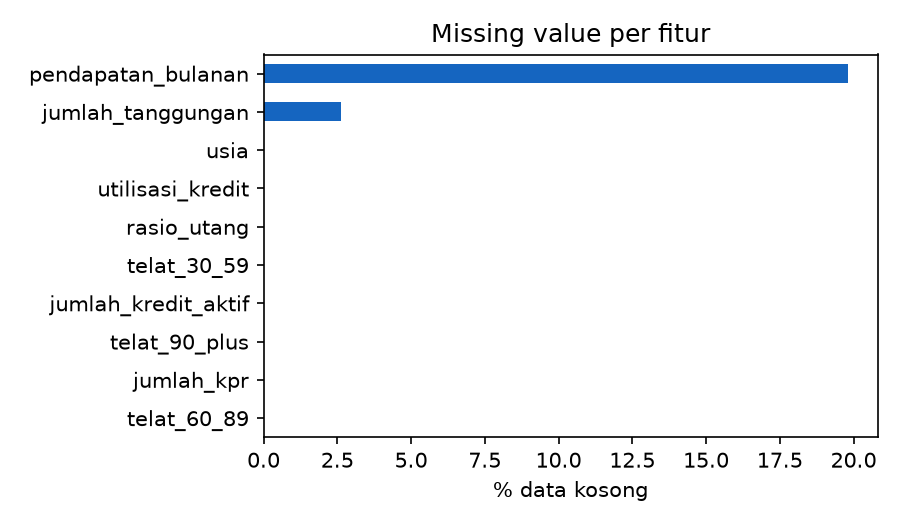 Missing value per fitur
pendapatan_bulanan
jumlah_tanggungan
usia
utilisasi_kredit
rasio_utang
telat_30_59
jumlah_kredit_aktif
telat_90_plus
jumlah_kpr
telat_60_89
0.0 2.5 5.0 7.5 10.0 12.5 15.0 17.5 20.0
% data kosong